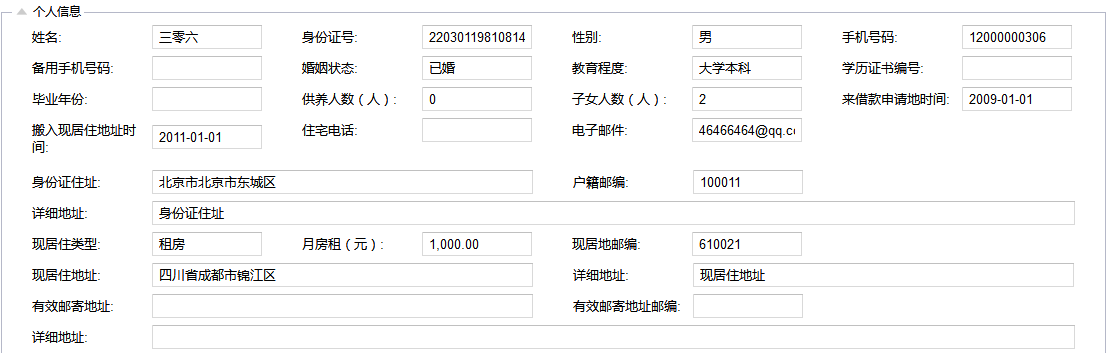 个人信息
姓名: 三零六 身份证号: 22030119810814 性别: 男 手机号码: 12000000306
备用手机号码: 婚姻状态: 已婚 教育程度: 大学本科 学历证书编号:
毕业年份: 供养人数（人）: 0 子女人数（人）: 2 来借款申请地时间: 2009-01-01
搬入现居住地址时间: 2011-01-01 住宅电话: 电子邮件: 46466464@qq.c
身份证住址: 北京市北京市东城区 户籍邮编: 100011
详细地址: 身份证住址
现居住类型: 租房 月房租（元）: 1,000.00 现居地邮编: 610021
现居住地址: 四川省成都市锦江区 详细地址: 现居住地址
有效邮寄地址: 有效邮寄地址邮编:
详细地址: